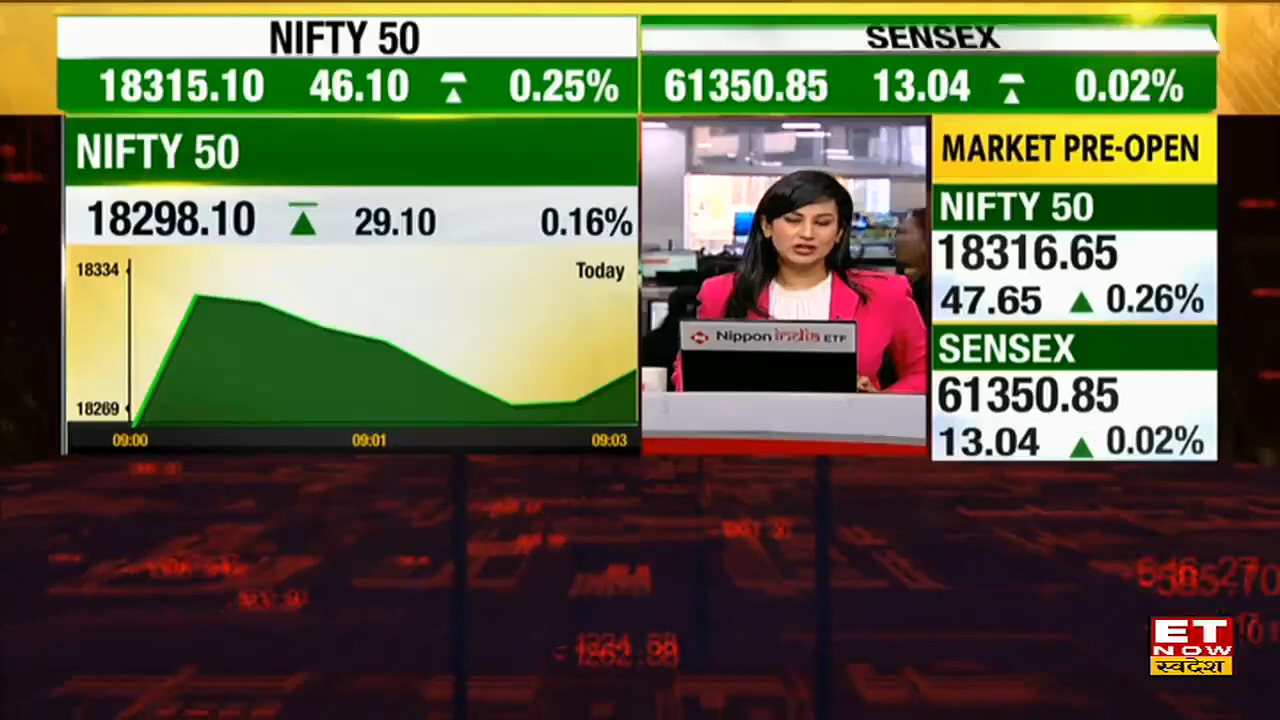 NIFTY 50
18315.10 46.10 0.25%
SENSEX
61350.85 13.04 0.02%
NIFTY 50
18298.10 29.10 0.16%
18334
Today
18269
09:00 09:01 09:03
Nippon india ETF
MARKET PRE-OPEN
NIFTY 50
18316.65
47.65 0.26%
SENSEX
61350.85
13.04 0.02%
ET
NOW
स्वदेश